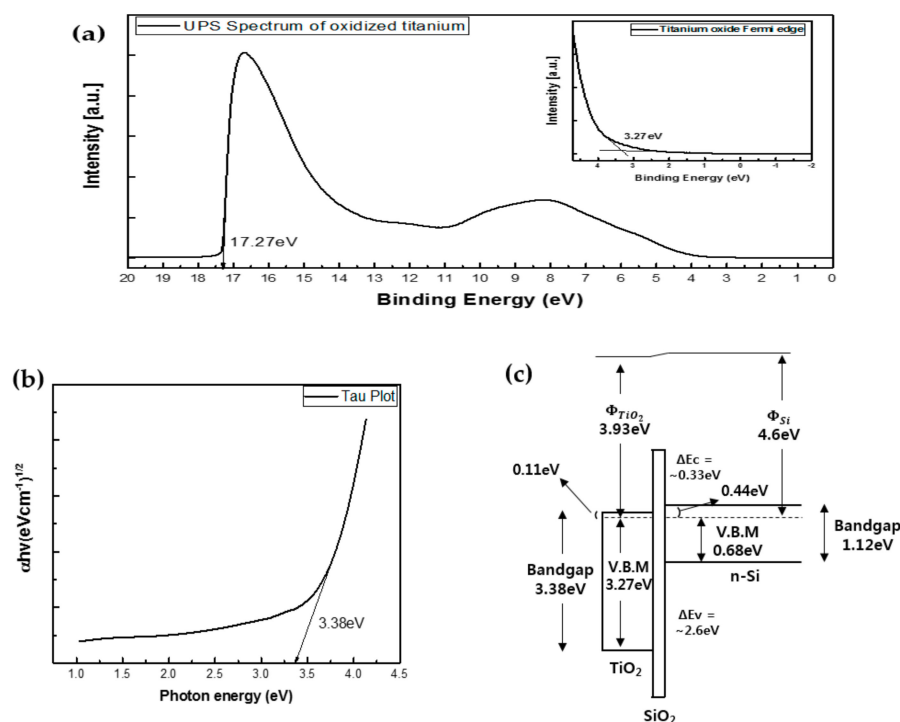 (a)
UPS Spectrum of oxidized titanium
Intensity [a.u.]
17.27eV
20 19 18 17 16 15 14 13 12 11 10 9 8 7 6 5 4 3 2 1 0
Binding Energy (eV)
Titanium oxide Fermi edge
Intensity [a.u.]
3.27eV
4 3 2 1 0 -1 -2
Binding Energy (eV)
(b)
Tau Plot
αhv(eVcm⁻¹)¹/²
3.38eV
1.0 1.5 2.0 2.5 3.0 3.5 4.0 4.5
Photon energy (eV)
(c)
Φ_TiO₂
3.93eV
Φ_Si
4.6eV
ΔEc =
~0.33eV
0.11eV
0.44eV
Bandgap
3.38eV
V.B.M
3.27eV
V.B.M
0.68eV
Bandgap
1.12eV
n-Si
ΔEv =
~2.6eV
TiO₂
SiO₂